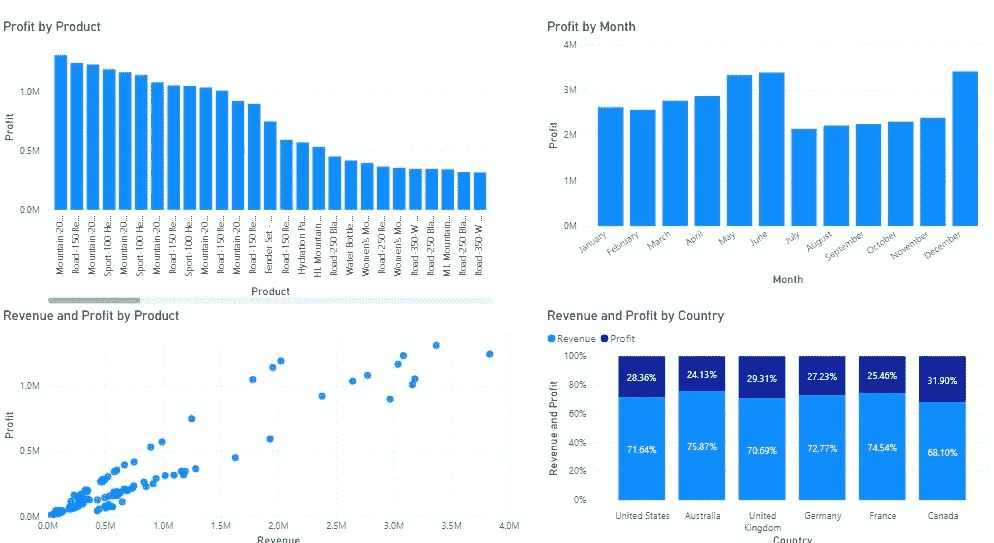 Profit by Product
Profit
1.0M
0.5M
0.0M
Mountain-20...
Road-150 Re...
Mountain-20...
Sport-100 He...
Mountain-20...
Sport-100 He...
Mountain-20...
Road-150 Re...
Sport-100 He...
Mountain-20...
Road-150 Re...
Mountain-20...
Road-150 Re...
Fender Set - ...
Road-150 Re...
Hydration Pa...
HL Mountain ...
Road-250 Bla...
Water Bottle...
Women's Mo...
Road-250 Bla...
Women's Mo...
Road-350-W ...
Road-250 Bla...
ML Mountain...
Road-250 Bla...
Road-350-W ...
Product
Profit by Month
Profit
4M
3M
2M
1M
0M
January
February
March
April
May
June
July
August
September
October
November
December
Month
Revenue and Profit by Product
Profit
1.0M
0.5M
0.0M
0.0M 0.5M 1.0M 1.5M 2.0M 2.5M 3.0M 3.5M 4.0M
Revenue
Revenue and Profit by Country
Revenue Profit
Revenue and Profit
100%
80%
60%
40%
20%
0%
28.36% 24.13% 29.31% 27.23% 25.46% 31.90%
71.64% 75.87% 70.69% 72.77% 74.54% 68.10%
United States Australia United Kingdom Germany France Canada
Country